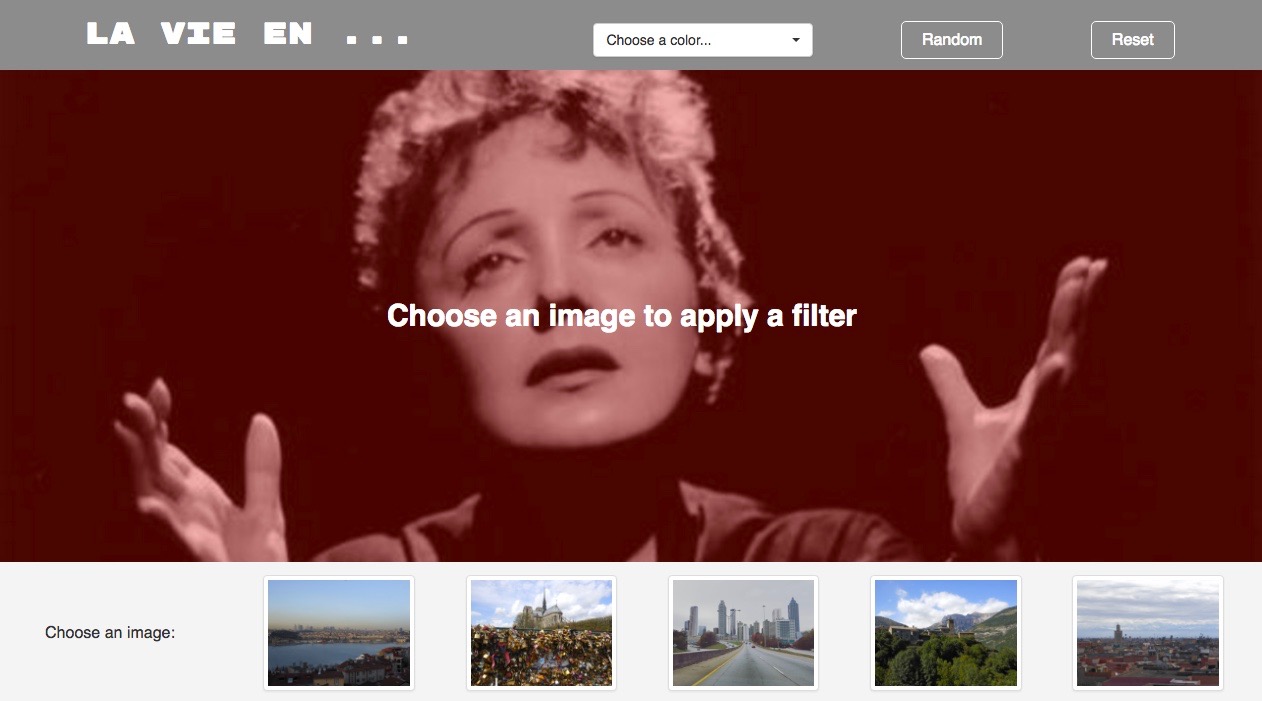 LA VIE EN ...
Choose a color...
Random
Reset
Choose an image to apply a filter
Choose an image: